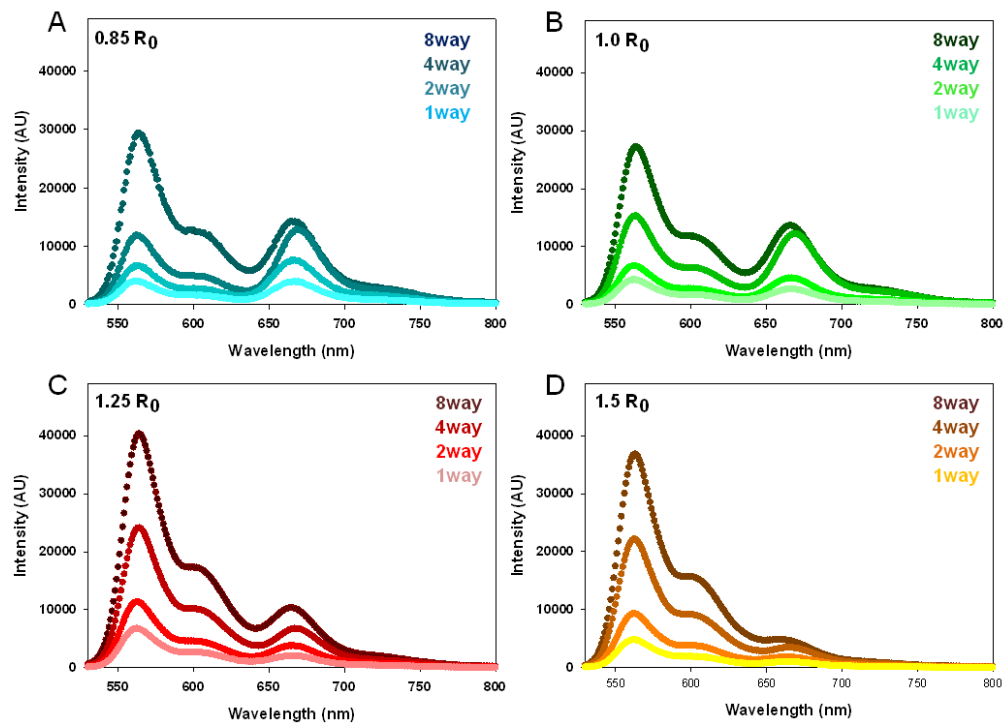 A
0.85 R0
8way
4way
2way
1way
Intensity (AU)
40000
30000
20000
10000
0
550 600 650 700 750 800
Wavelength (nm)
B
1.0 R0
8way
4way
2way
1way
Intensity (AU)
40000
30000
20000
10000
0
550 600 650 700 750 800
Wavelength (nm)
C
1.25 R0
8way
4way
2way
1way
Intensity (AU)
40000
30000
20000
10000
0
550 600 650 700 750 800
Wavelength (nm)
D
1.5 R0
8way
4way
2way
1way
Intensity (AU)
40000
30000
20000
10000
0
550 600 650 700 750 800
Wavelength (nm)